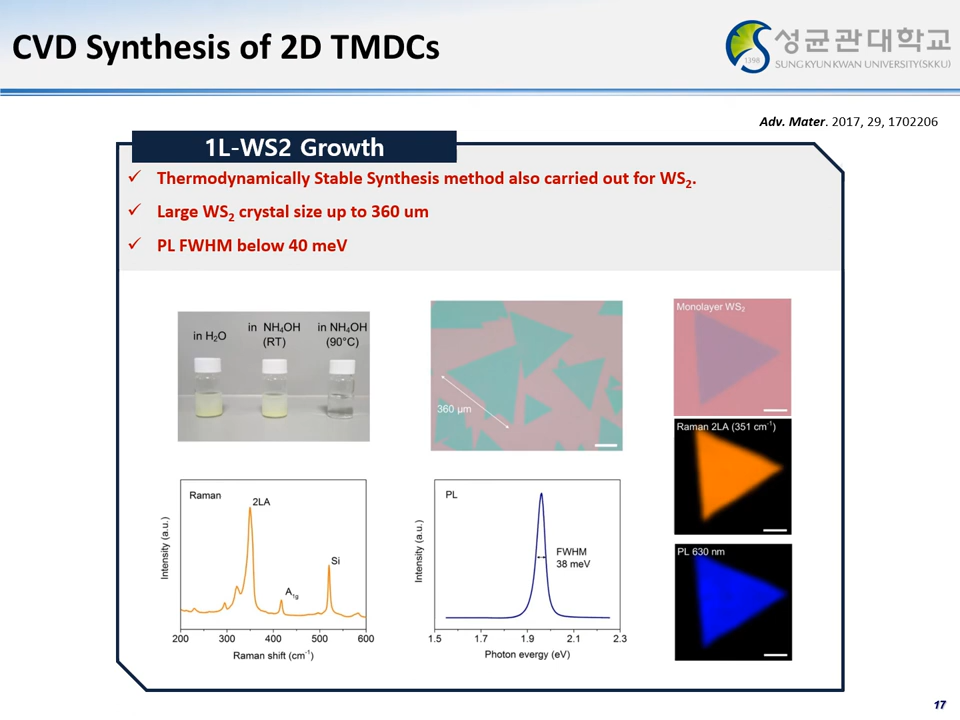 CVD Synthesis of 2D TMDCs
1398
성균관대학교
SUNG KYUN KWAN UNIVERSITY(SKKU)
Adv. Mater. 2017, 29, 1702206
1L-WS2 Growth
✓ Thermodynamically Stable Synthesis method also carried out for WS₂.
✓ Large WS₂ crystal size up to 360 um
✓ PL FWHM below 40 meV
in H₂O
in NH₄OH
(RT)
in NH₄OH
(90°C)
360 µm
Monolayer WS₂
Raman 2LA (351 cm⁻¹)
PL 630 nm
Raman
2LA
Si
A₁g
Intensity (a.u.)
200 300 400 500 600
Raman shift (cm⁻¹)
PL
FWHM
38 meV
Intensity (a.u.)
1.5 1.7 1.9 2.1 2.3
Photon evergy (eV)
17